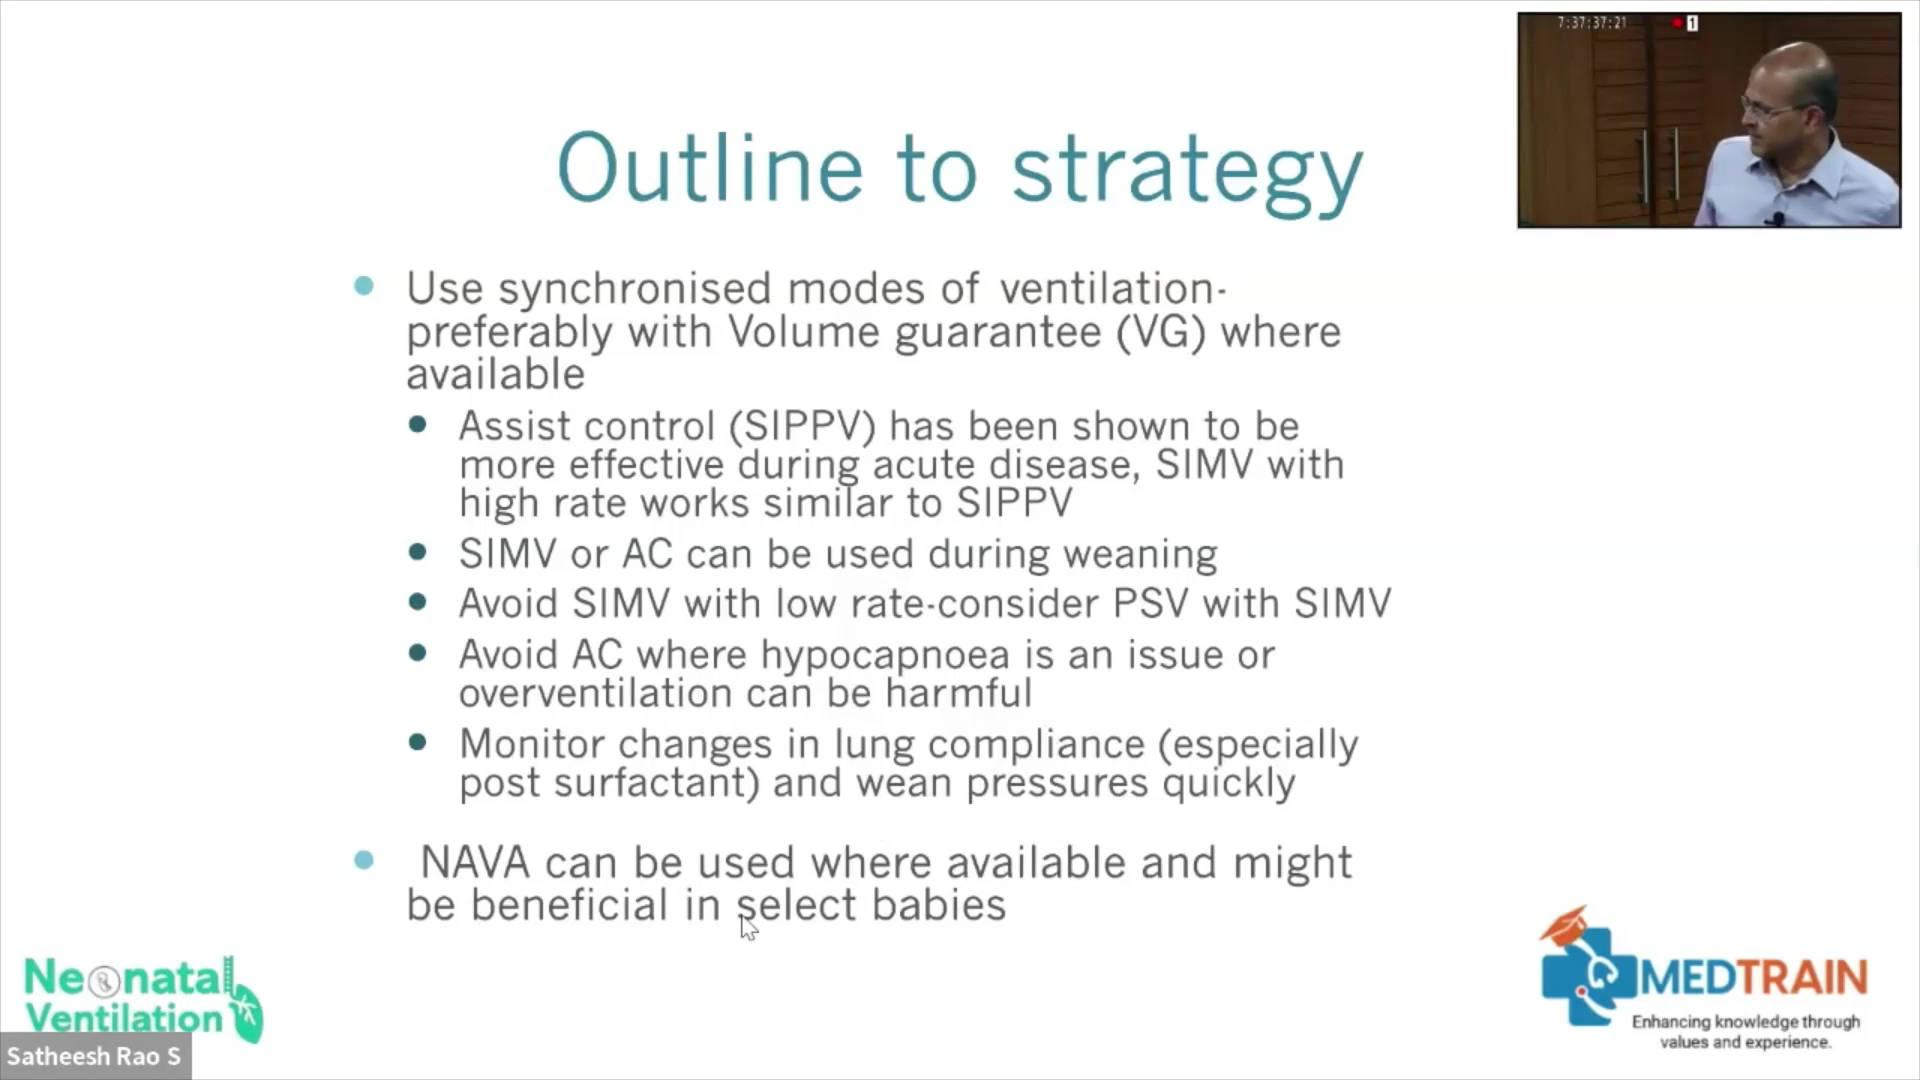 7:37:37:21 1
Outline to strategy
Use synchronised modes of ventilation-
preferably with Volume guarantee (VG) where
available
Assist control (SIPPV) has been shown to be
more effective during acute disease, SIMV with
high rate works similar to SIPPV
SIMV or AC can be used during weaning
Avoid SIMV with low rate-consider PSV with SIMV
Avoid AC where hypocapnoea is an issue or
overventilation can be harmful
Monitor changes in lung compliance (especially
post surfactant) and wean pressures quickly
NAVA can be used where available and might
be beneficial in select babies
Neonatal
Ventilation
Satheesh Rao S
MEDTRAIN
Enhancing knowledge through
values and experience.